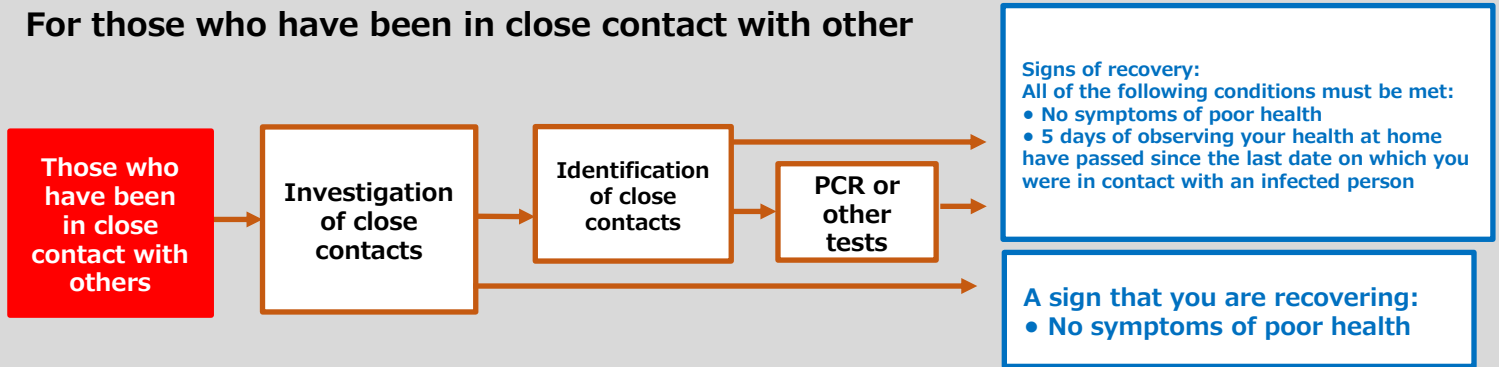 For those who have been in close contact with other
Those who
have been
in close
contact with
others
Investigation
of close
contacts
Identification
of close
contacts
PCR or
other
tests
Signs of recovery:
All of the following conditions must be met:
• No symptoms of poor health
• 5 days of observing your health at home
have passed since the last date on which you
were in contact with an infected person
A sign that you are recovering:
• No symptoms of poor health